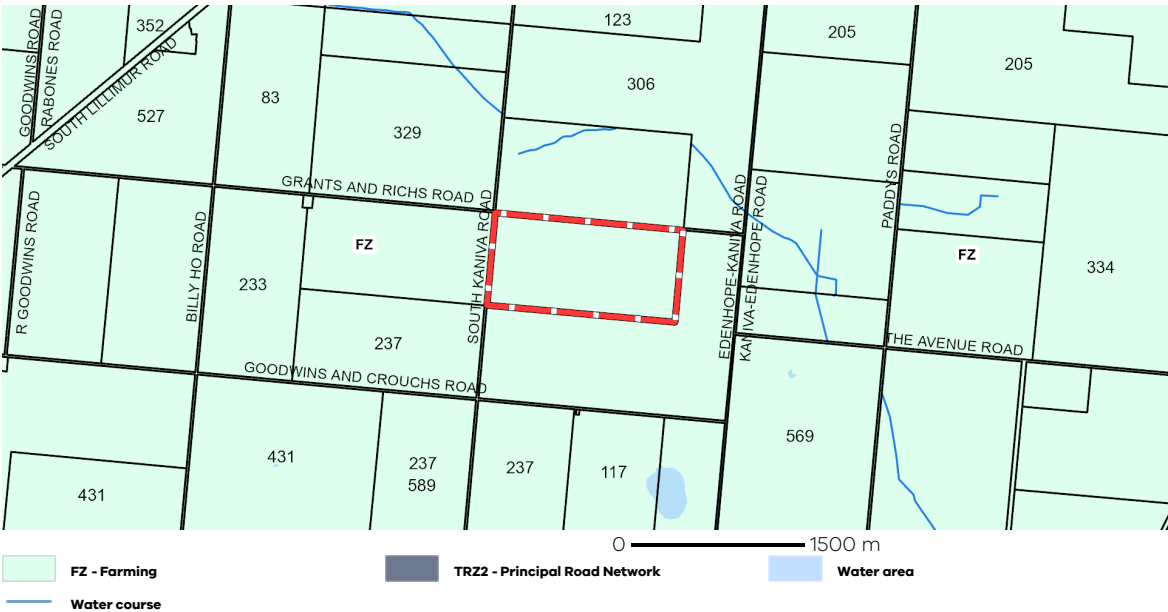 GOODWINS ROAD
RABONES ROAD
352
SOUTH LILLIMUR ROAD
123
205
205
306
83
527
329
GRANTS AND RICHS ROAD
R GOODWINS ROAD
BILLY HO ROAD
FZ
SOUTH KANIVA ROAD
EDENHOPE-KANIVA ROAD
KANIVA-EDENHOPE ROAD
PADDYS ROAD
FZ
334
233
237
THE AVENUE ROAD
GOODWINS AND CROUCHS ROAD
569
431
237
589
237
117
431
0 1500 m
FZ - Farming
TRZ2 - Principal Road Network
Water area
Water course